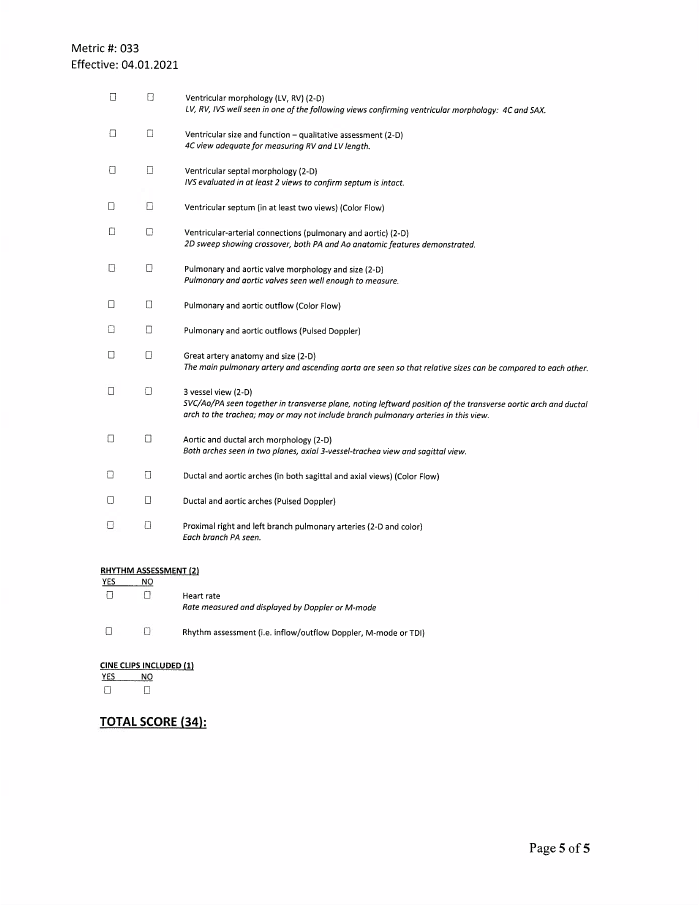 Metric #: 033
Effective: 04.01.2021
Ventricular morphology (LV, RV) (2-D)
LV, RV, IVS well seen in one of the following views confirming ventricular morphology: 4C and SAX.
Ventricular size and function – qualitative assessment (2-D)
4C view adequate for measuring RV and LV length.
Ventricular septal morphology (2-D)
IVS evaluated in at least 2 views to confirm septum is intact.
Ventricular septum (in at least two views) (Color Flow)
Ventricular-arterial connections (pulmonary and aortic) (2-D)
2D sweep showing crossover, both PA and Ao anatomic features demonstrated.
Pulmonary and aortic valve morphology and size (2-D)
Pulmonary and aortic valves seen well enough to measure.
Pulmonary and aortic outflow (Color Flow)
Pulmonary and aortic outflows (Pulsed Doppler)
Great artery anatomy and size (2-D)
The main pulmonary artery and ascending aorta are seen so that relative sizes can be compared to each other.
3 vessel view (2-D)
SVC/Ao/PA seen together in transverse plane, noting leftward position of the transverse aortic arch and ductal
arch to the trachea; may or may not include branch pulmonary arteries in this view.
Aortic and ductal arch morphology (2-D)
Both arches seen in two planes, axial 3-vessel-trachea view and sagittal view.
Ductal and aortic arches (in both sagittal and axial views) (Color Flow)
Ductal and aortic arches (Pulsed Doppler)
Proximal right and left branch pulmonary arteries (2-D and color)
Each branch PA seen.
RHYTHM ASSESSMENT (2)
YES NO
Heart rate
Rate measured and displayed by Doppler or M-mode
Rhythm assessment (i.e. inflow/outflow Doppler, M-mode or TDI)
CINE CLIPS INCLUDED (1)
YES NO
TOTAL SCORE (34):
Page 5 of 5